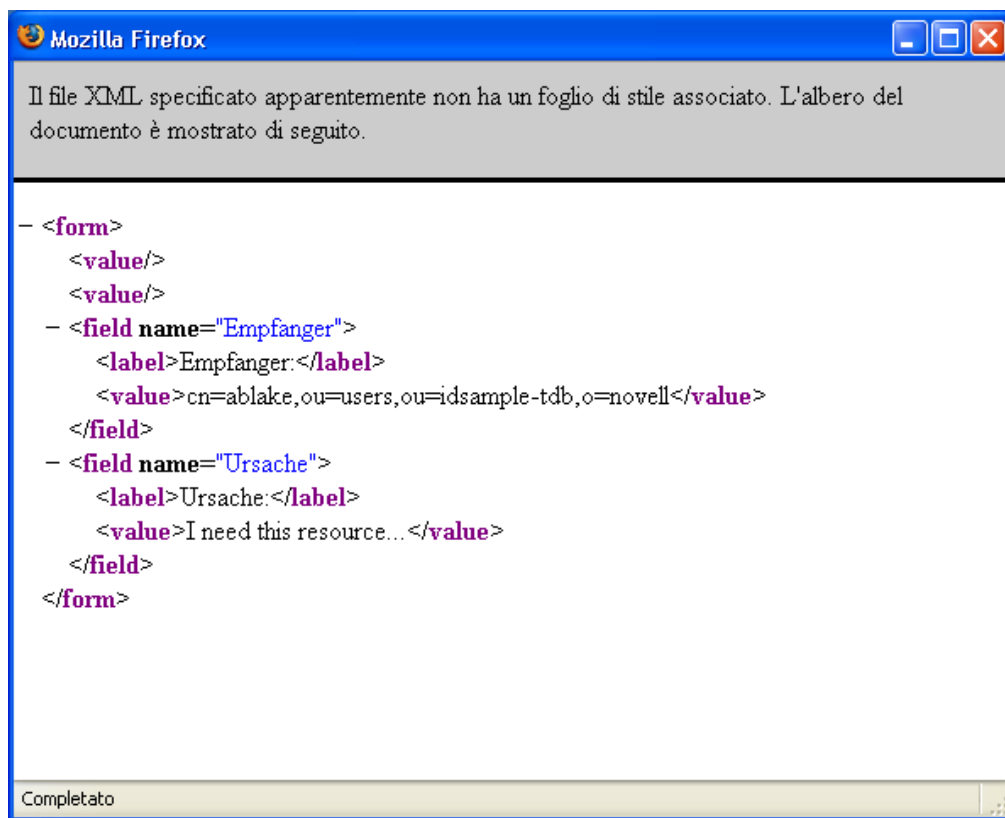 Mozilla Firefox
Il file XML specificato apparentemente non ha un foglio di stile associato. L'albero del
documento è mostrato di seguito.
− <form>
<value/>
<value/>
− <field name="Empfanger">
<label>Empfanger:</label>
<value>cn=ablake,ou=users,ou=idsample-tdb,o=novell</value>
</field>
− <field name="Ursache">
<label>Ursache:</label>
<value>I need this resource...</value>
</field>
</form>
Completato